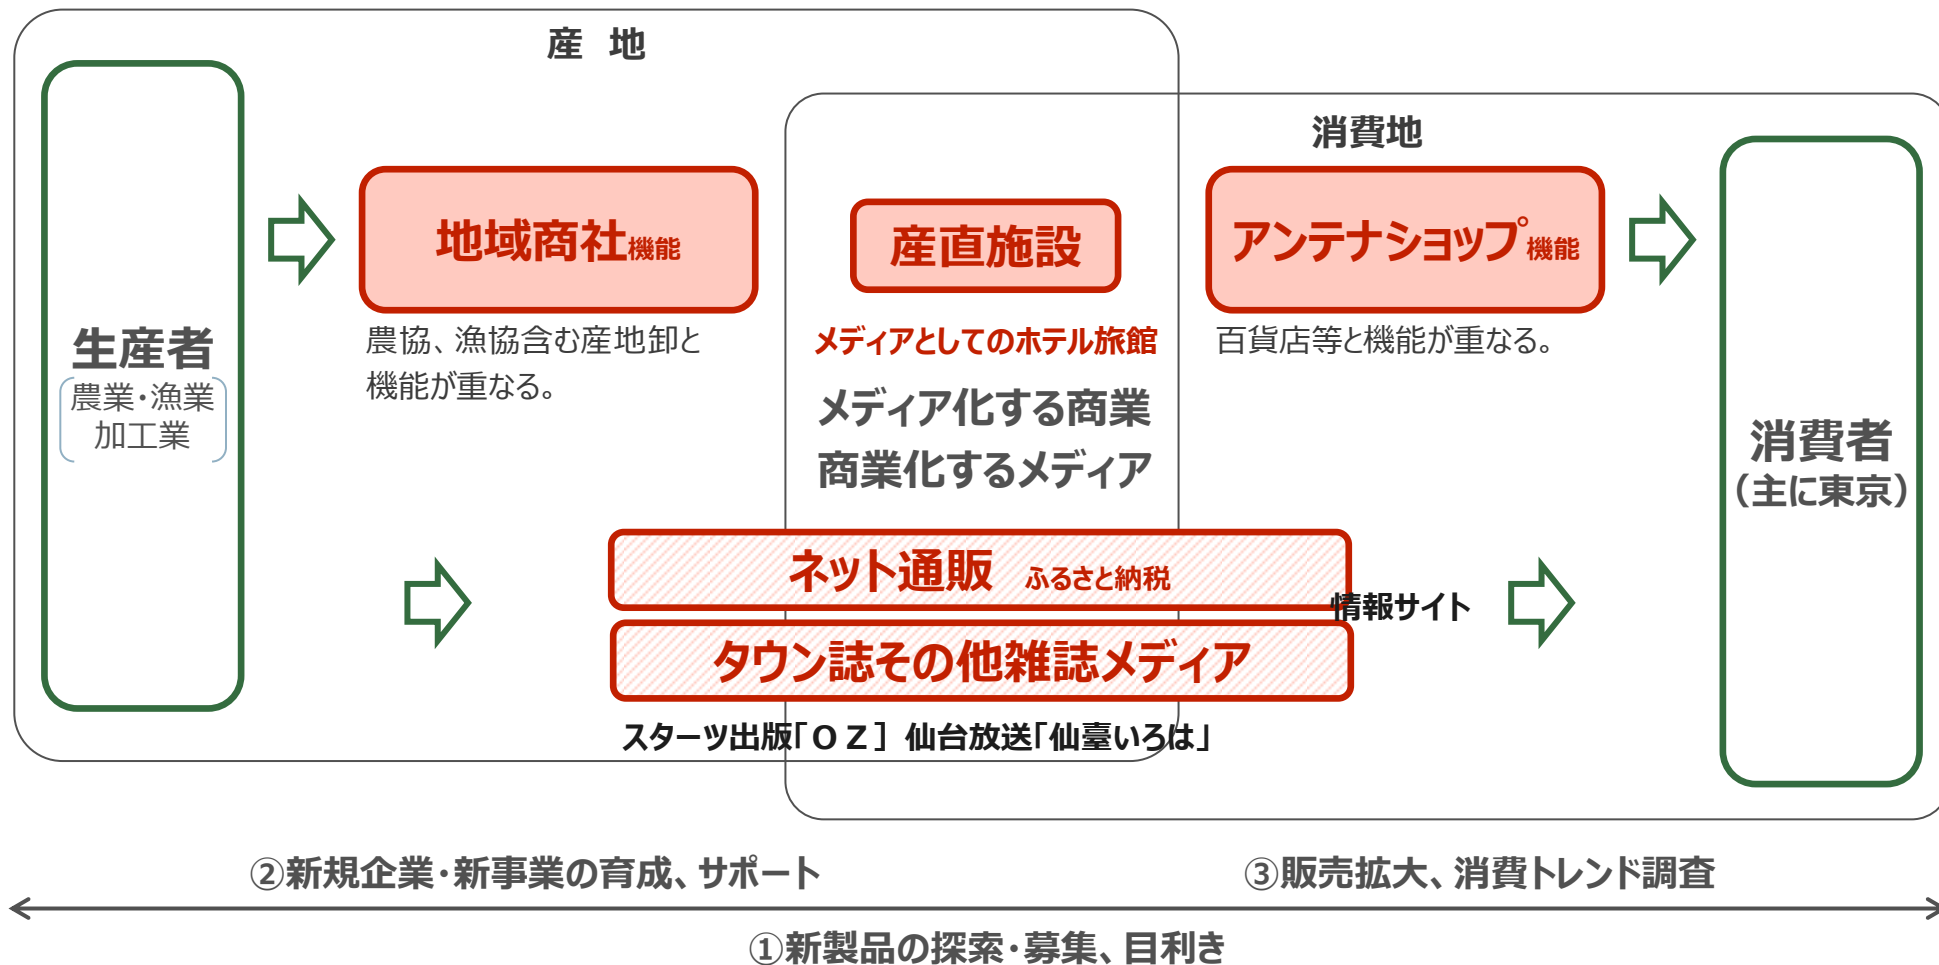 産 地
消費地
生産者
農業・漁業
加工業
地域商社機能
農協、漁協含む産地卸と
機能が重なる。
産直施設
メディアとしてのホテル旅館
メディア化する商業
商業化するメディア
アンテナショップ機能
百貨店等と機能が重なる。
消費者
（主に東京）
ネット通販 ふるさと納税
情報サイト
タウン誌その他雑誌メディア
スターツ出版「ＯＺ］仙台放送「仙臺いろは」
②新規企業・新事業の育成、サポート
③販売拡大、消費トレンド調査
①新製品の探索・募集、目利き